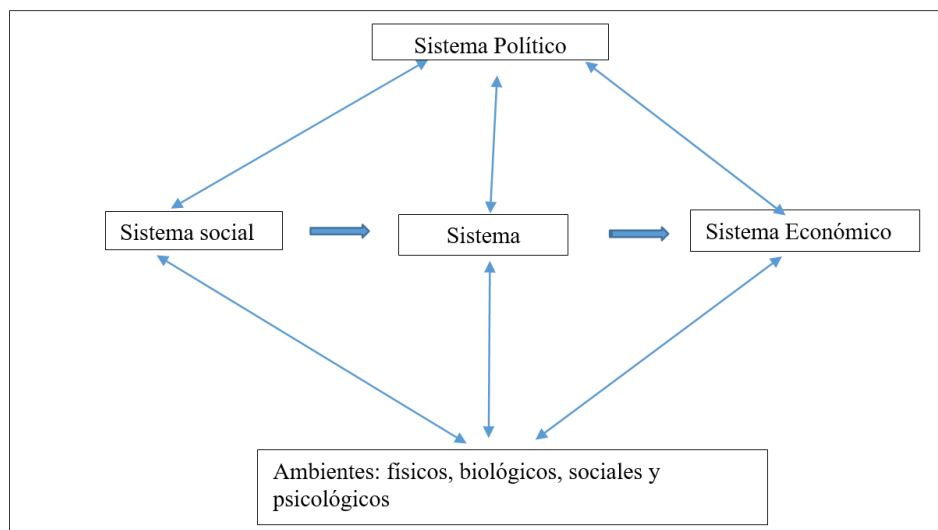 Sistema Político
Sistema social
Sistema
Sistema Económico
Ambientes: físicos, biológicos, sociales y
psicológicos